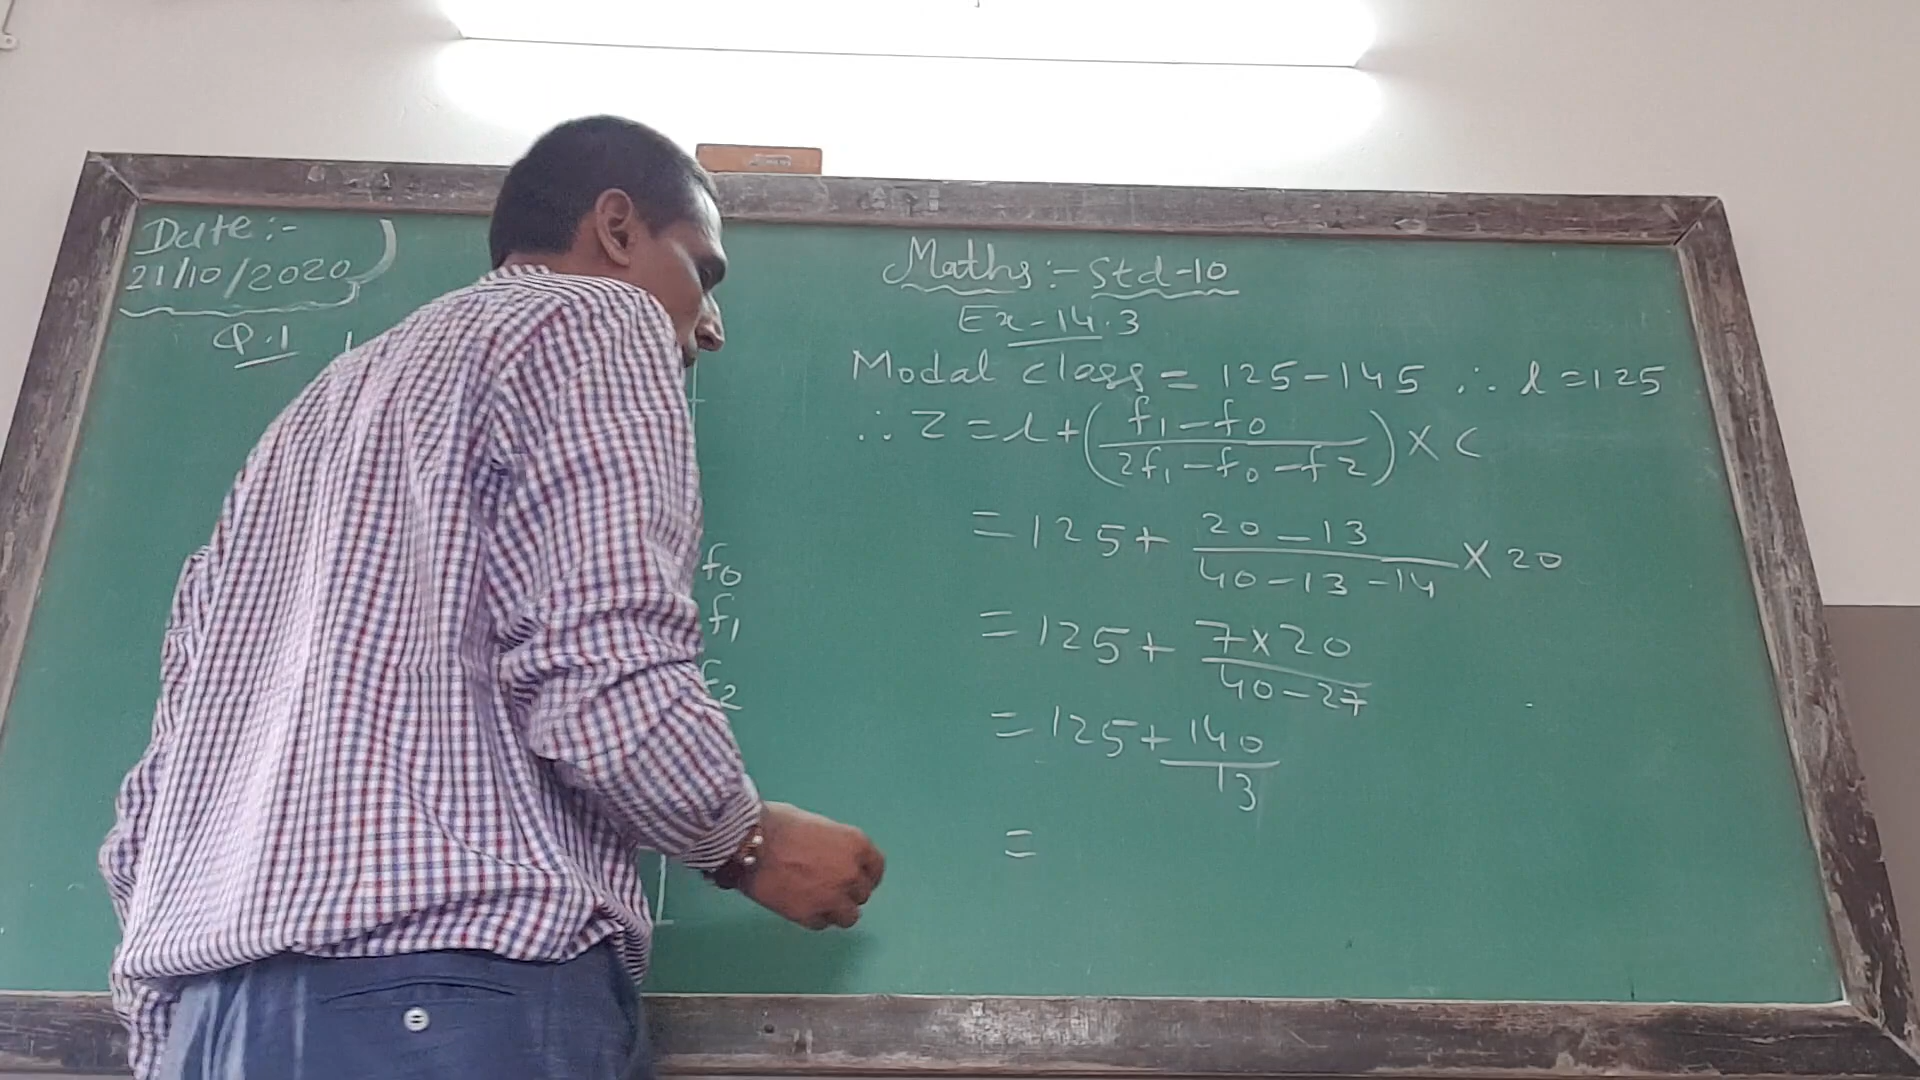 Date:-
21/10/2020
Q.1
Maths:- Std-10
Ex-14.3
Modal class = 125-145 ∴ l = 125
∴ Z = l + (f1 - f0 / 2f1 - f0 - f2) × c
= 125 + 20 - 13 / 40 - 13 - 14 × 20
= 125 + 7 × 20 / 40 - 27
= 125 + 140 / 13
=
f0
f1
f2